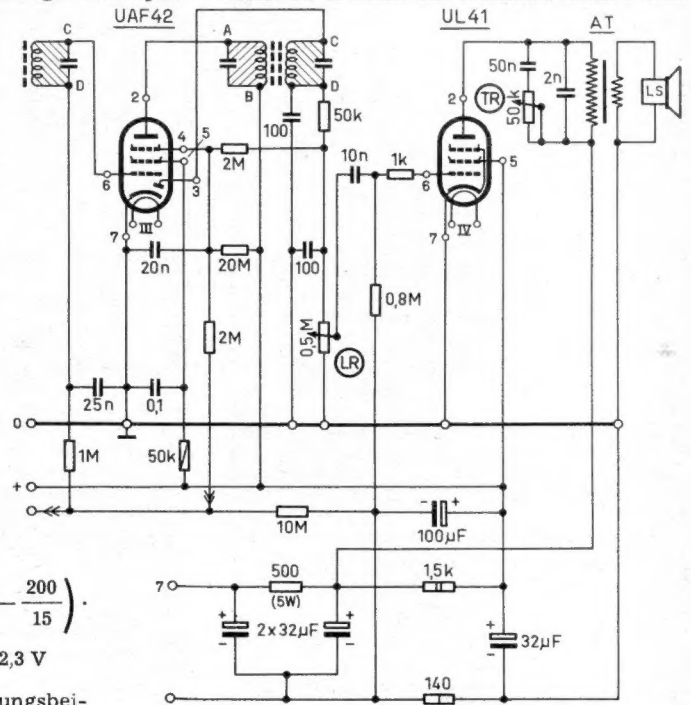 UAF42
UL41
AT
C
A
C
50n
D
B
D
2n
LS
2
100
50k
2
TR
50k
4
5
10n
1k
2M
5
3
6
6
III
IV
7
7
20n
20M
100
0,8M
2M
0,5M
LR
25n
0,1
0
1M
50k
+
10M
- +
100µF
7
500
(5W)
1,5k
— 200/15 ) .
+
2x32µF
+
+
32µF
-
-
-
2,3 V
140
ungsbei-